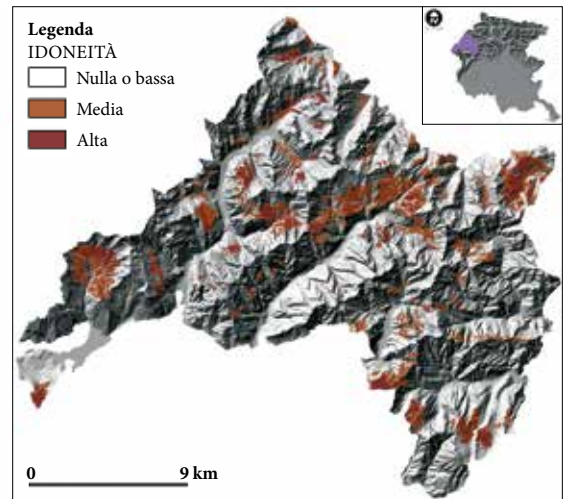 Legenda
IDONEITÀ
Nulla o bassa
Media
Alta
0 9 km